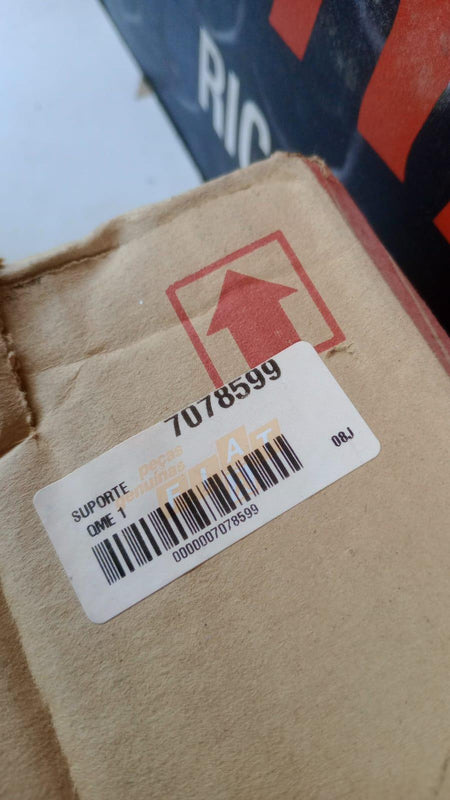 RIC
7078599
peças
genuínas
FIAT
SUPORTE
QME 1
08J
0000007078599